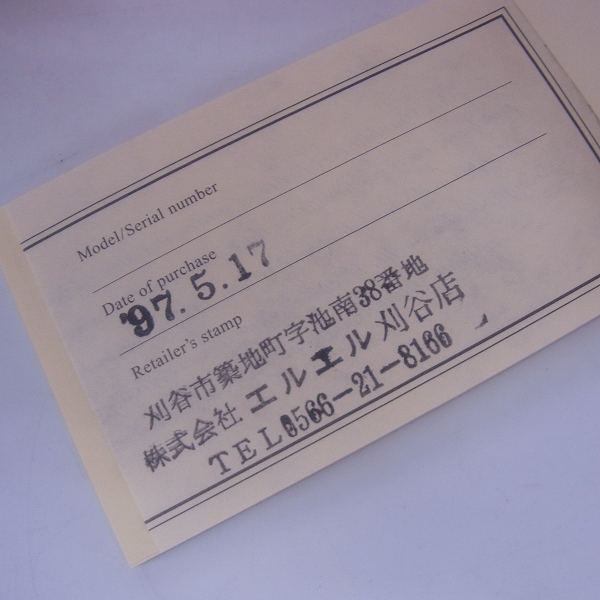 Model/Serial number
Date of purchase
'97.5.17
Retailer's stamp
刈谷市築地町字池南38番地
株式会社 エルエル 刈谷店
TEL0566-21-8166